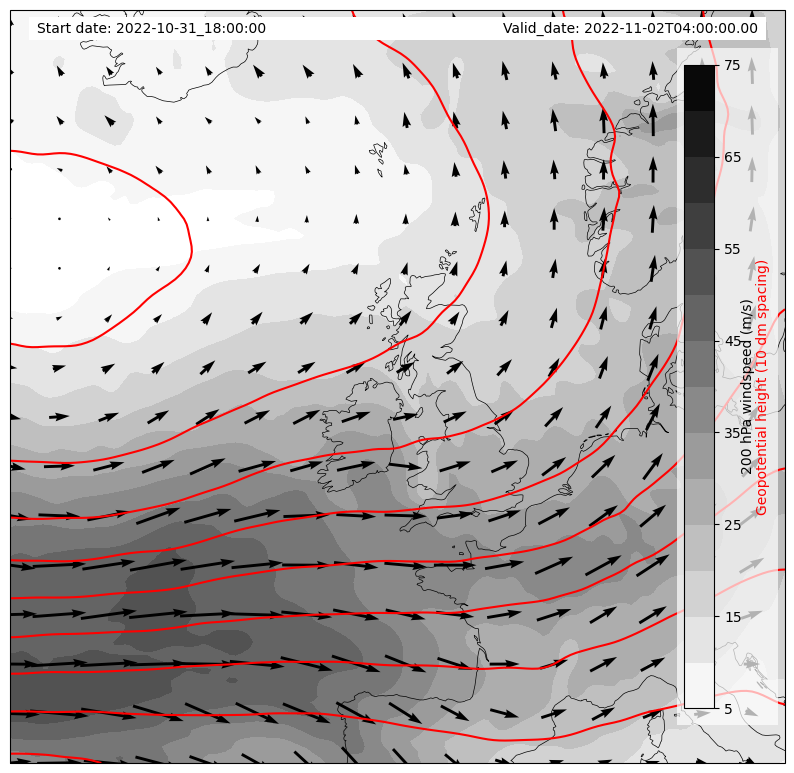 Start date: 2022-10-31_18:00:00
Valid_date: 2022-11-02T04:00:00.00
75
65
55
45
35
25
15
5
200 hPa windspeed (m/s)
Geopotential height (10 dm spacing)